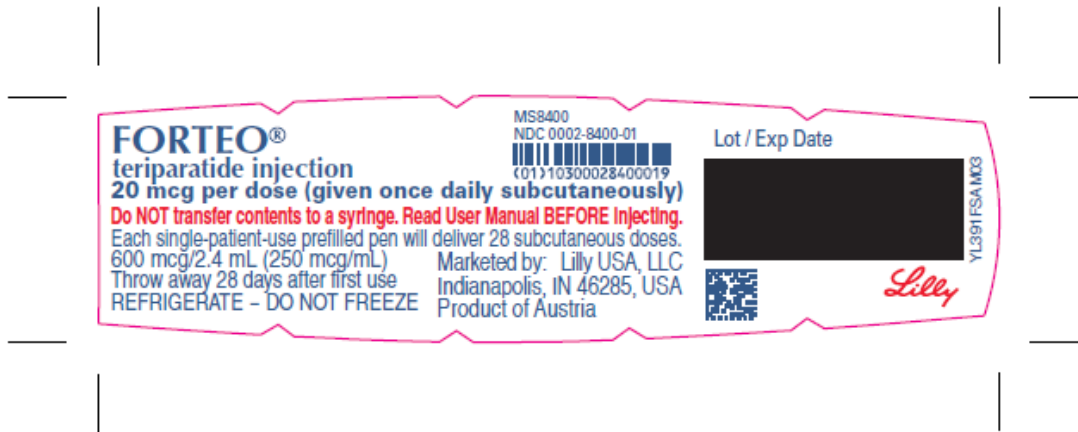 FORTEO®
teriparatide injection
20 mcg per dose (given once daily subcutaneously)
Do NOT transfer contents to a syringe. Read User Manual BEFORE Injecting.
Each single-patient-use prefilled pen will deliver 28 subcutaneous doses.
600 mcg/2.4 mL (250 mcg/mL)
Throw away 28 days after first use
REFRIGERATE – DO NOT FREEZE
Marketed by: Lilly USA, LLC
Indianapolis, IN 46285, USA
Product of Austria
MS8400
NDC 0002-8400-01
(01)10300028400019
Lot / Exp Date
Lilly
YL391FSAM03